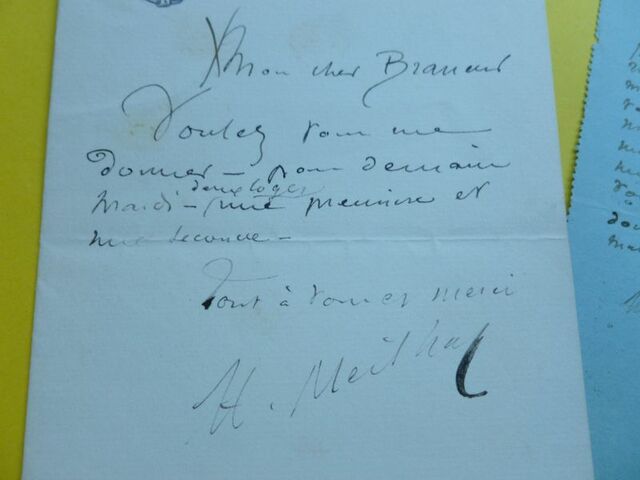 Mon cher Braneur
Voulez vous me
donner – pour demain
deux loges
mardi – une première et
une seconde –
Tout à vous et merci
H. Meilhac